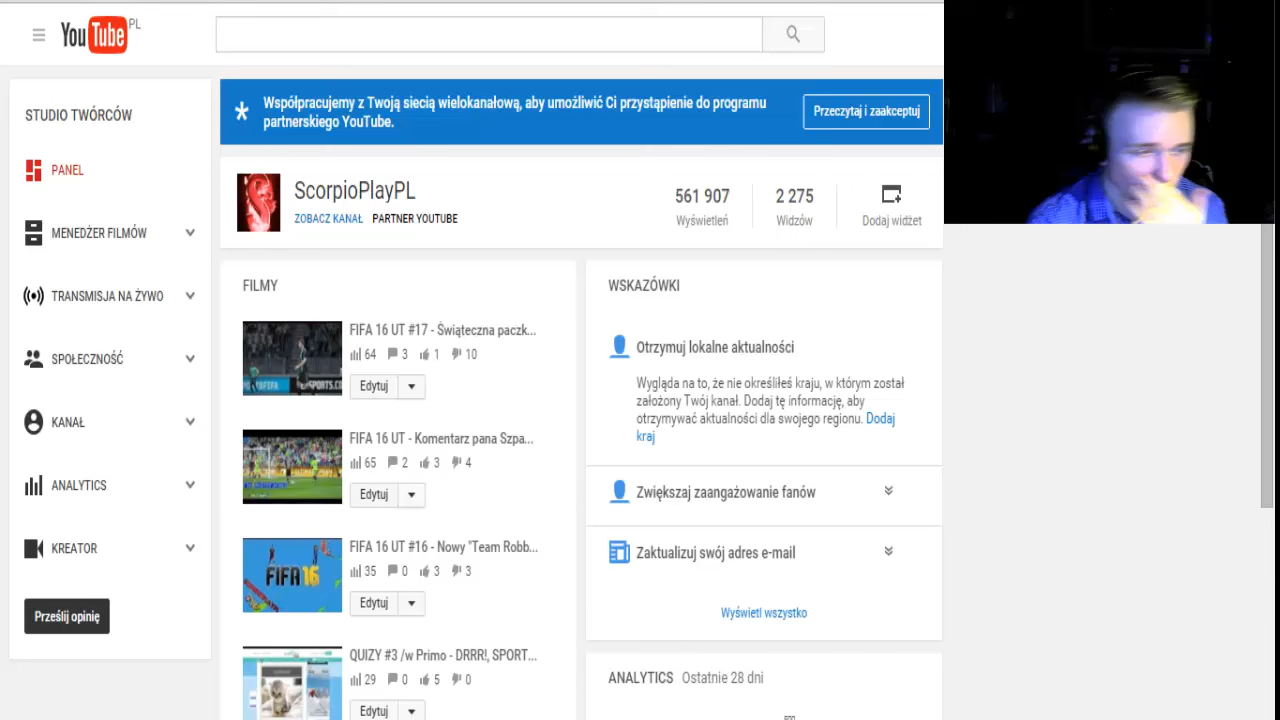 YouTube PL
STUDIO TWÓRCÓW
PANEL
MENEDŻER FILMÓW
TRANSMISJA NA ŻYWO
SPOŁECZNOŚĆ
KANAŁ
ANALYTICS
KREATOR
Prześlij opinię
Współpracujemy z Twoją siecią wielokanałową, aby umożliwić Ci przystąpienie do programu
partnerskiego YouTube.
Przeczytaj i zaakceptuj
ScorpioPlayPL
ZOBACZ KANAŁ PARTNER YOUTUBE
561 907
Wyświetleń
2 275
Widzów
Dodaj widżet
FILMY
FIFA 16 UT #17 - Świąteczna paczk...
64 3 1 10
Edytuj
FIFA 16 UT - Komentarz pana Szpa...
65 2 3 4
Edytuj
FIFA 16
FIFA 16 UT #16 - Nowy "Team Robb...
35 0 3 3
Edytuj
QUIZY #3 /w Primo - DRRR!, SPORT...
29 0 5 0
Edytuj
WSKAZÓWKI
Otrzymuj lokalne aktualności
Wygląda na to, że nie określiłeś kraju, w którym został
założony Twój kanał. Dodaj tę informację, aby
otrzymywać aktualności dla swojego regionu. Dodaj
kraj
Zwiększaj zaangażowanie fanów
Zaktualizuj swój adres e-mail
Wyświetl wszystko
ANALYTICS Ostatnie 28 dni